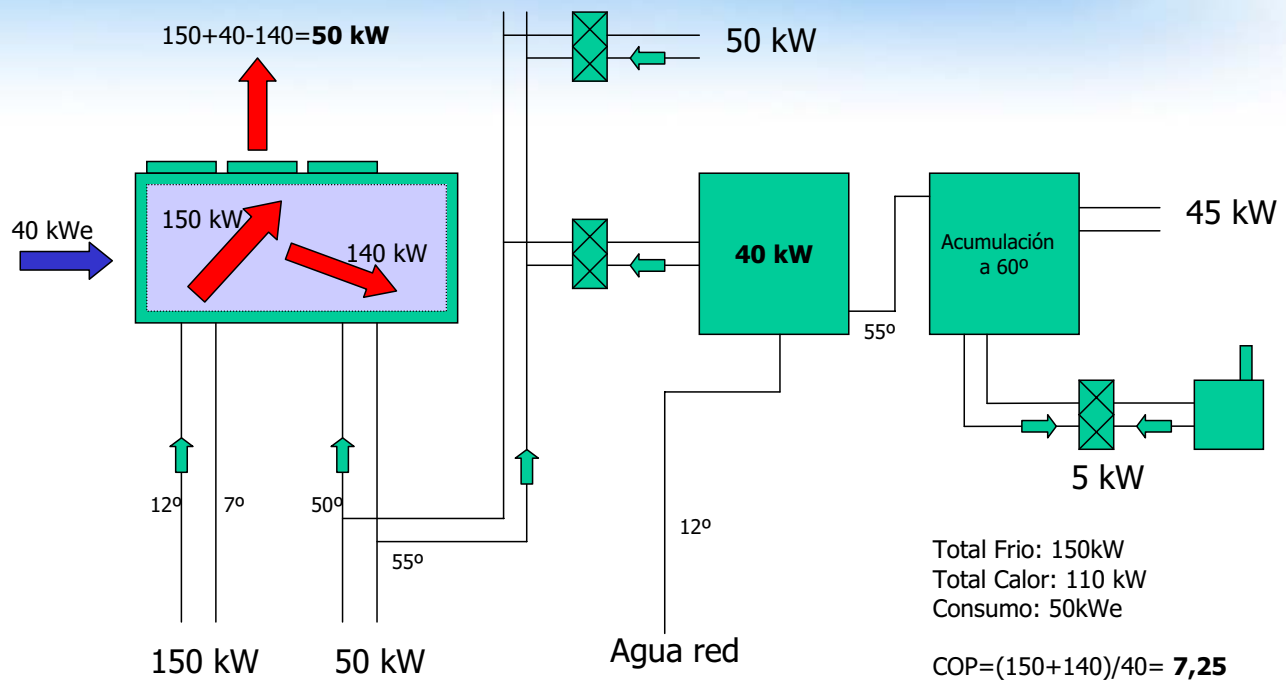 150+40-140=50 kW
50 kW
40 kWe
150 kW
140 kW
40 kW
Acumulación
a 60º
45 kW
55º
5 kW
12º
7º
50º
55º
12º
150 kW
50 kW
Agua red
Total Frio: 150kW
Total Calor: 110 kW
Consumo: 50kWe
COP=(150+140)/40= 7,25